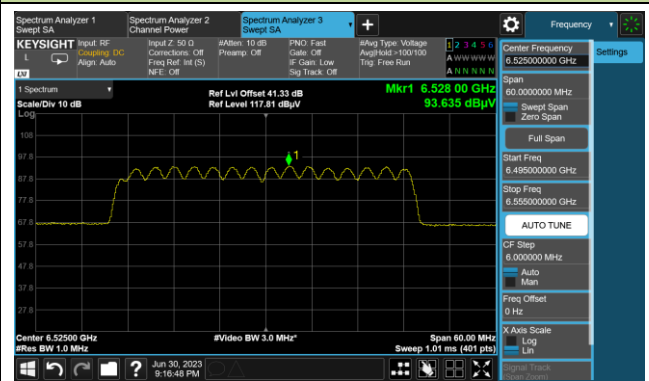 Spectrum Analyzer 1
Swept SA
Spectrum Analyzer 2
Channel Power
Spectrum Analyzer 3
Swept SA
Frequency
KEYSIGHT
L
LXI
Input: RF
Coupling: DC
Align: Auto
Input Z: 50 Ω
Corrections: Off
Freq Ref: Int (S)
NFE: Off
#Atten: 10 dB
Preamp: Off
PNO: Fast
Gate: Off
IF Gain: Low
Sig Track: Off
#Avg Type: Voltage
Avg|Hold: >100/100
Trig: Free Run
1 2 3 4 5 6
A W W W W W
A N N N N N
1 Spectrum
Scale/Div 10 dB
Log
Ref Lvl Offset 41.33 dB
Ref Level 117.81 dBµV
Mkr1 6.528 00 GHz
93.635 dBµV
108
97.8
87.8
77.8
67.8
57.8
47.8
37.8
27.8
1
Center 6.52500 GHz
#Res BW 1.0 MHz
#Video BW 3.0 MHz*
Span 60.00 MHz
Sweep 1.01 ms (401 pts)
Center Frequency
6.525000000 GHz
Settings
Span
60.0000000 MHz
Swept Span
Zero Span
Full Span
Start Freq
6.495000000 GHz
Stop Freq
6.555000000 GHz
AUTO TUNE
CF Step
6.000000 MHz
Auto
Man
Freq Offset
0 Hz
X Axis Scale
Log
Lin
Signal Track
(Span Zoom)
?
Jun 30, 2023
9:16:48 PM